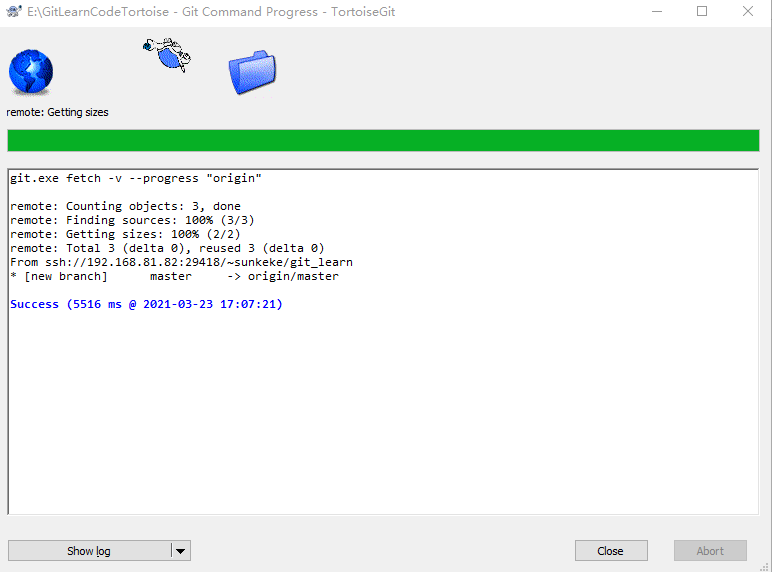 E:\GitLearnCodeTortoise - Git Command Progress - TortoiseGit
remote: Getting sizes
git.exe fetch -v --progress "origin"
remote: Counting objects: 3, done
remote: Finding sources: 100% (3/3)
remote: Getting sizes: 100% (2/2)
remote: Total 3 (delta 0), reused 3 (delta 0)
From ssh://192.168.81.82:29418/~sunkeke/git_learn
* [new branch]      master     -> origin/master
Success (5516 ms @ 2021-03-23 17:07:21)
Show log
Close
Abort